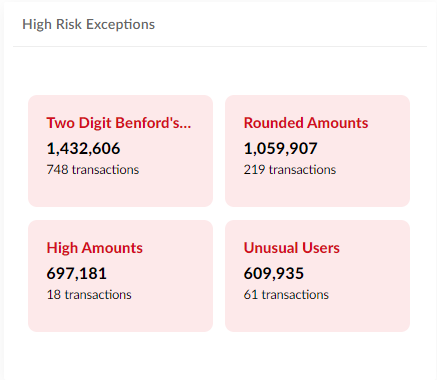 High Risk Exceptions
Two Digit Benford's...
1,432,606
748 transactions
Rounded Amounts
1,059,907
219 transactions
High Amounts
697,181
18 transactions
Unusual Users
609,935
61 transactions